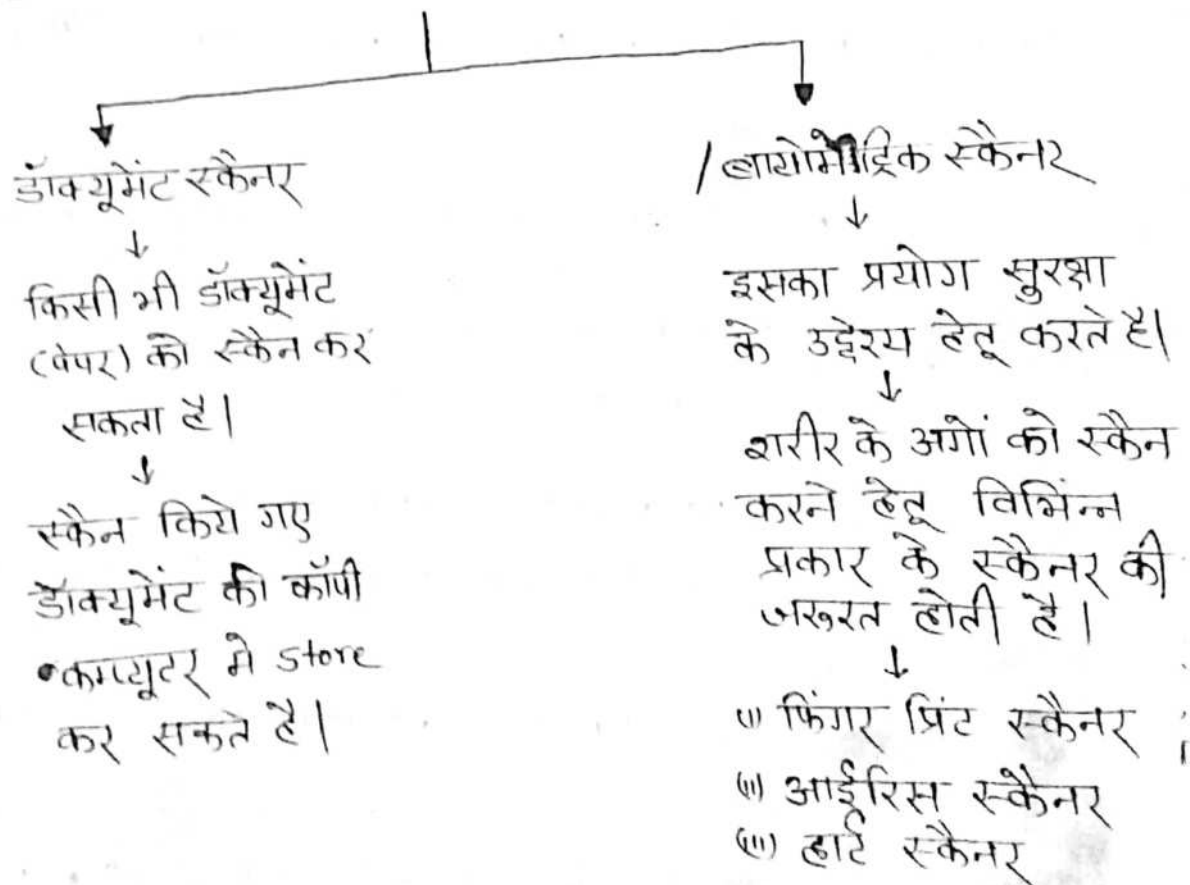 डॉक्यूमेंट स्कैनर
↓
किसी भी डॉक्यूमेंट
(पेपर) को स्कैन कर
सकता है।
↓
स्कैन किये गए
डॉक्यूमेंट की कॉपी
कम्प्यूटर मे store
कर सकते है।
/ बायोमैट्रिक स्कैनर
↓
इसका प्रयोग सुरक्षा
के उद्देश्य हेतू करते है।
↓
शरीर के अगों को स्कैन
करने हेतू विभिंन्न
प्रकार के स्कैनर की
जरुरत होती है।
↓
(i) फिंगर प्रिंट स्कैनर
(ii) आईरिस स्कैनर
(iii) हार्ट स्कैनर